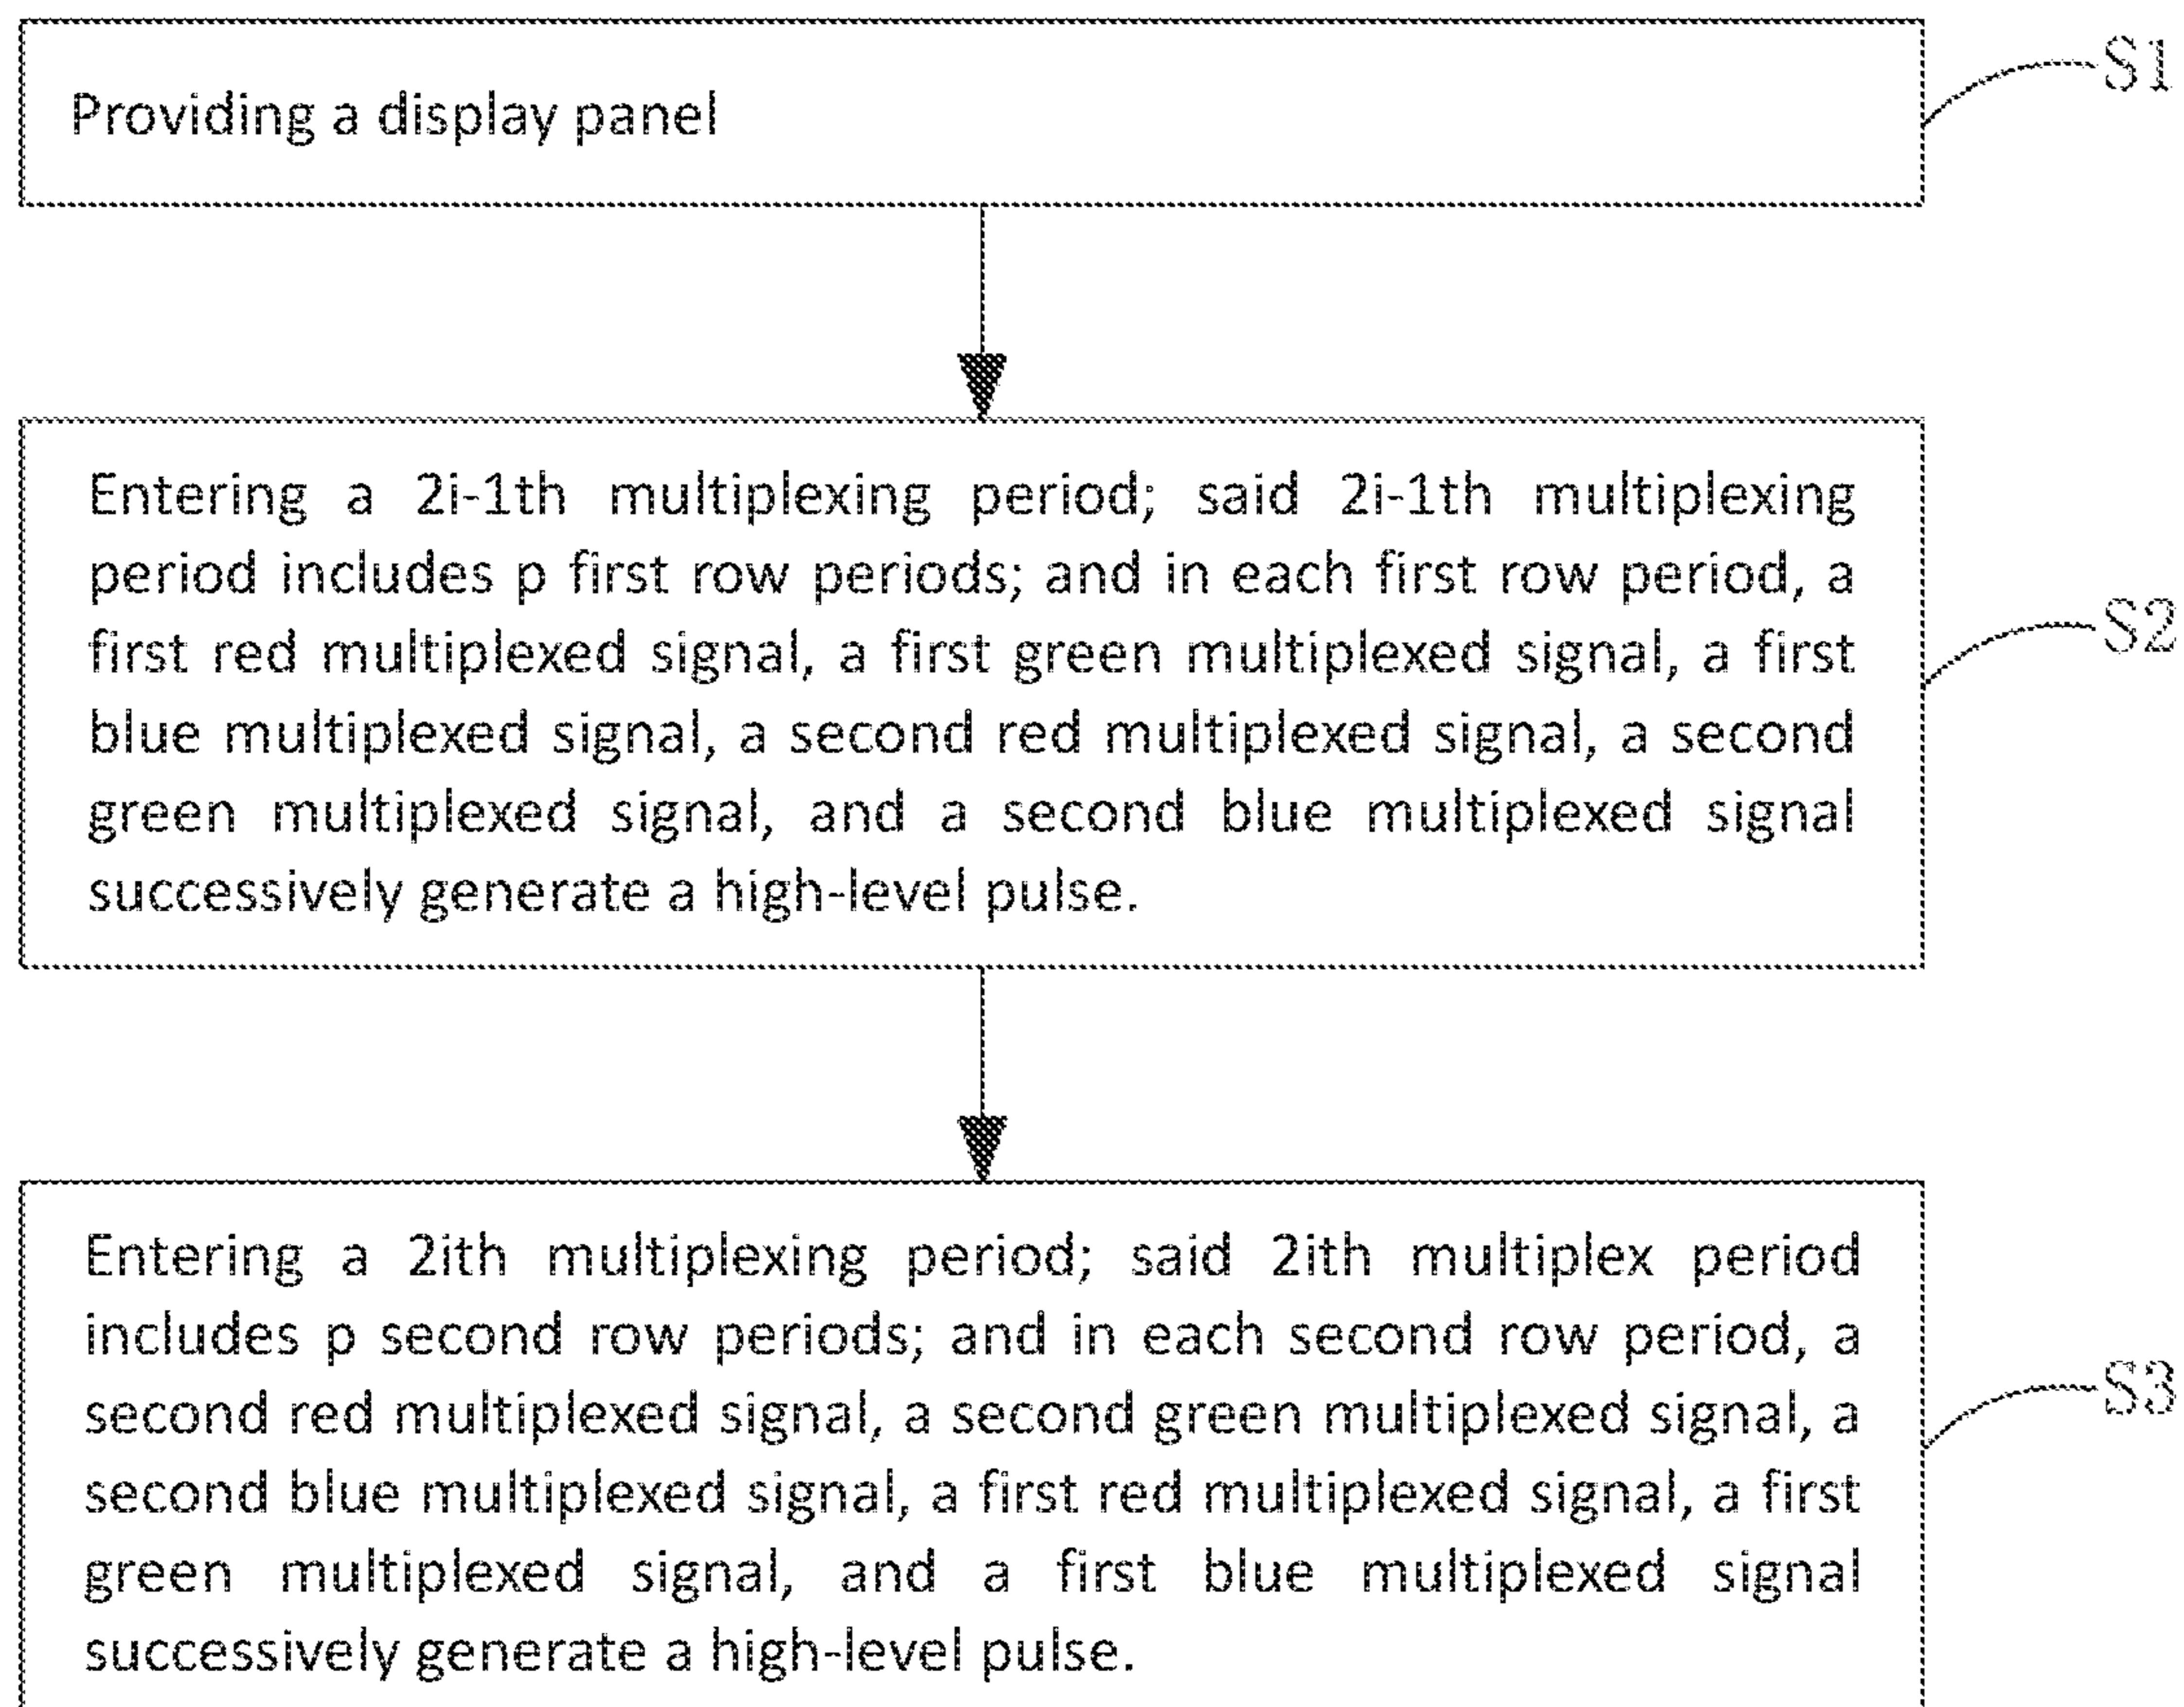 Providing a display panel
S1
Entering a 2i-1th multiplexing period; said 2i-1th multiplexing
period includes p first row periods; and in each first row period, a
first red multiplexed signal, a first green multiplexed signal, a first
blue multiplexed signal, a second red multiplexed signal, a second
green multiplexed signal, and a second blue multiplexed signal
successively generate a high-level pulse.
S2
Entering a 2ith multiplexing period; said 2ith multiplex period
includes p second row periods; and in each second row period, a
second red multiplexed signal, a second green multiplexed signal, a
second blue multiplexed signal, a first red multiplexed signal, a first
green multiplexed signal, and a first blue multiplexed signal
successively generate a high-level pulse.
S3